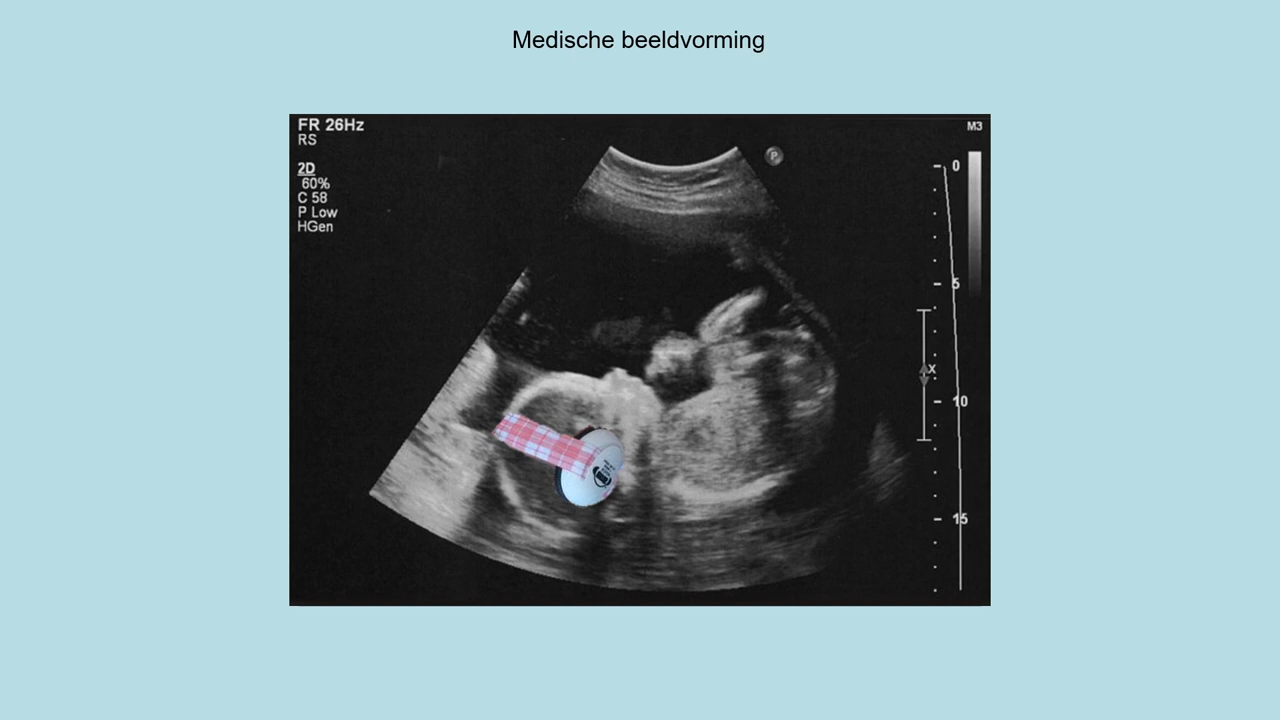 Medische beeldvorming
FR 26Hz
M3
RS
P
0
2D
60%
C 58
P Low
HGen
5
X
10
15